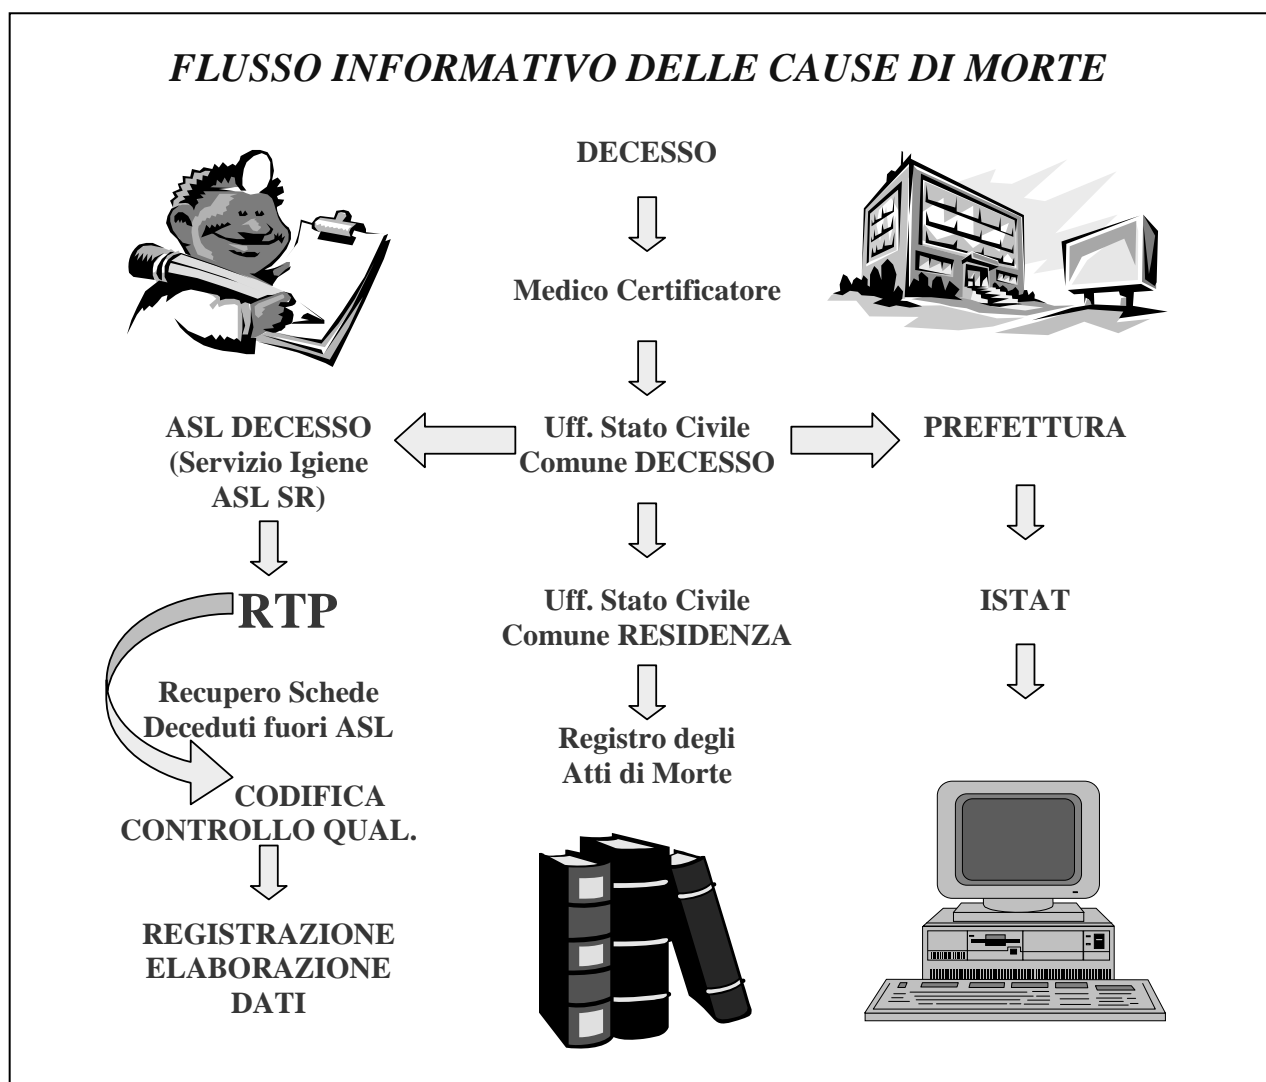 FLUSSO INFORMATIVO DELLE CAUSE DI MORTE
DECESSO
Medico Certificatore
ASL DECESSO
(Servizio Igiene
ASL SR)
Uff. Stato Civile
Comune DECESSO
PREFETTURA
RTP
Uff. Stato Civile
Comune RESIDENZA
ISTAT
Recupero Schede
Deceduti fuori ASL
Registro degli
Atti di Morte
CODIFICA
CONTROLLO QUAL.
REGISTRAZIONE
ELABORAZIONE
DATI